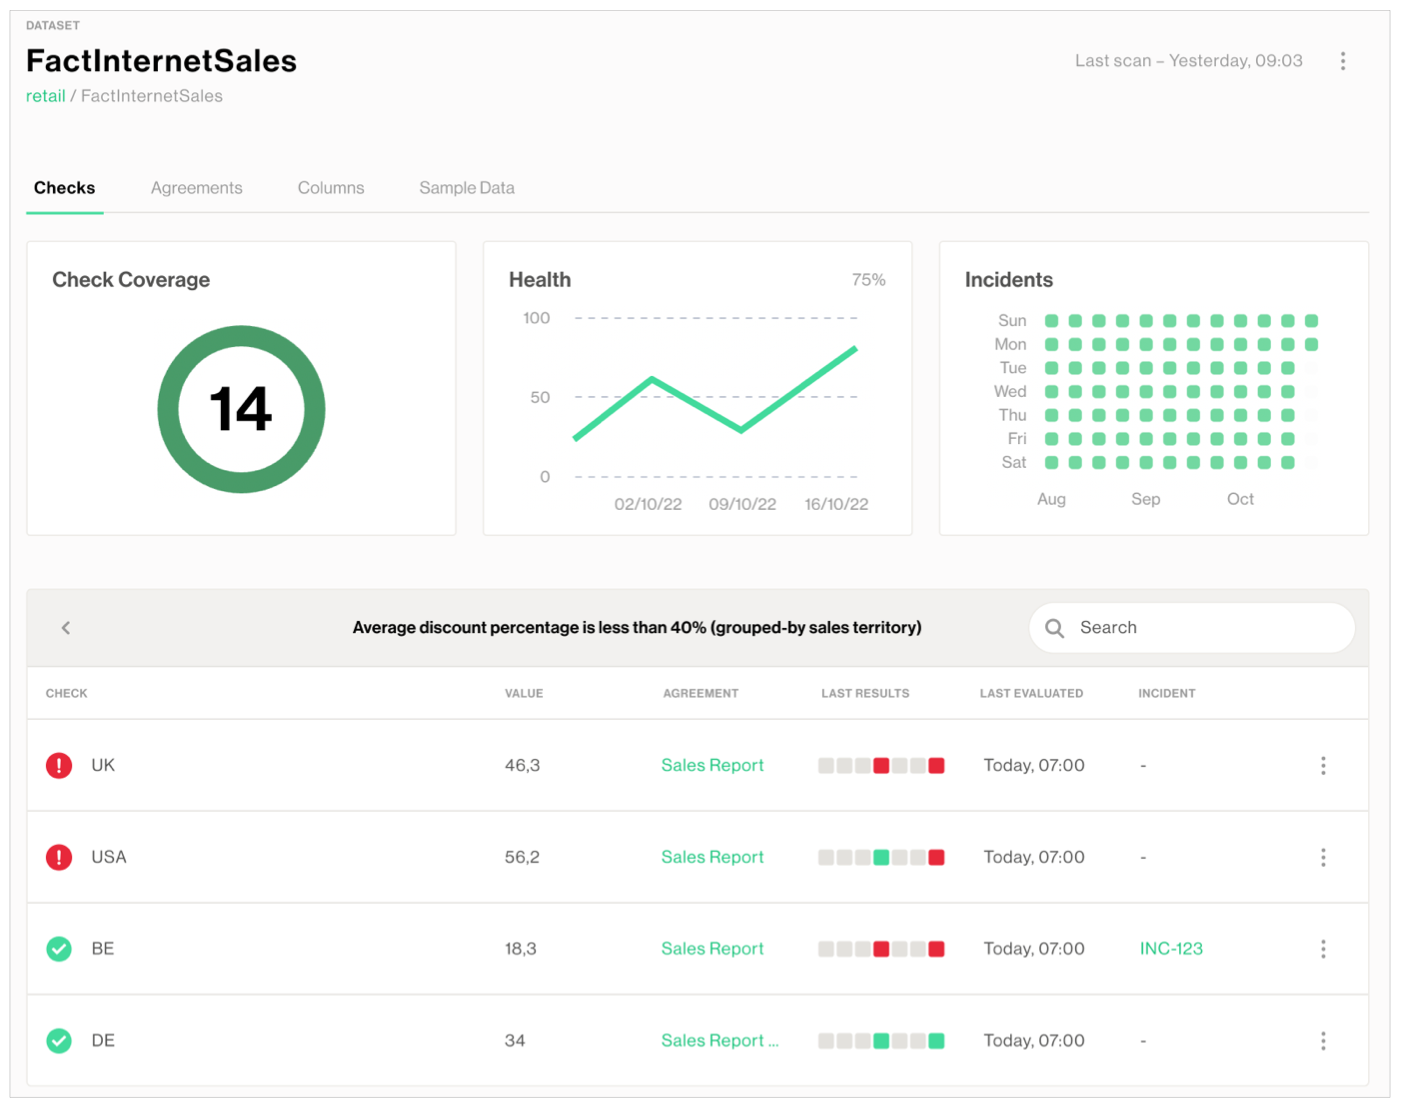 DATASET
FactInternetSales
Last scan – Yesterday, 09:03
retail / FactInternetSales
Checks Agreements Columns Sample Data
Check Coverage
14
Health 75%
100
50
0
02/10/22 09/10/22 16/10/22
Incidents
Sun
Mon
Tue
Wed
Thu
Fri
Sat
Aug Sep Oct
Average discount percentage is less than 40% (grouped-by sales territory)
Search
CHECK VALUE AGREEMENT LAST RESULTS LAST EVALUATED INCIDENT
UK 46,3 Sales Report Today, 07:00 -
USA 56,2 Sales Report Today, 07:00 -
BE 18,3 Sales Report Today, 07:00 INC-123
DE 34 Sales Report ... Today, 07:00 -